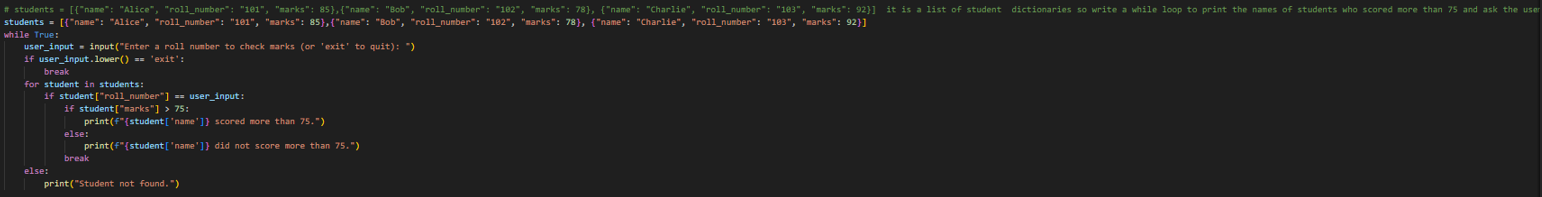 # students = [{"name": "Alice", "roll_number": "101", "marks": 85},{"name": "Bob", "roll_number": "102", "marks": 78}, {"name": "Charlie", "roll_number": "103", "marks": 92}]  it is a list of student  dictionaries so write a while loop to print the names of students who scored more than 75 and ask the user
students = [{"name": "Alice", "roll_number": "101", "marks": 85},{"name": "Bob", "roll_number": "102", "marks": 78}, {"name": "Charlie", "roll_number": "103", "marks": 92}]
while True:
    user_input = input("Enter a roll number to check marks (or 'exit' to quit): ")
    if user_input.lower() == 'exit':
        break
    for student in students:
        if student["roll_number"] == user_input:
            if student["marks"] > 75:
                print(f"{student['name']} scored more than 75.")
            else:
                print(f"{student['name']} did not score more than 75.")
            break
    else:
        print("Student not found.")